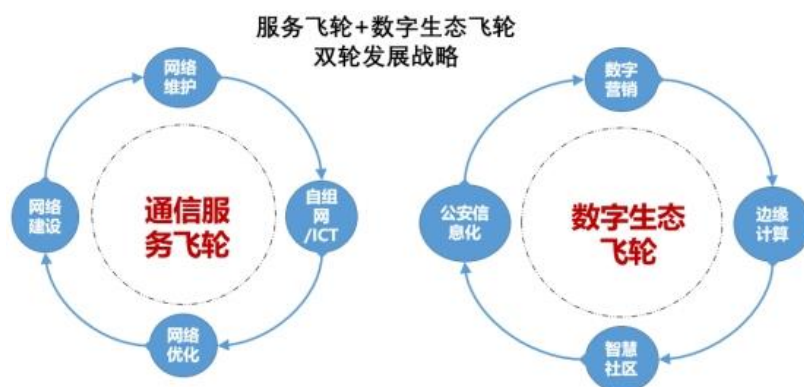 服务飞轮+数字生态飞轮
双轮发展战略
网络
维护
自组
网
/ICT
网络
优化
网络
建设
通信服
务飞轮
数字
营销
边缘
计算
智慧
社区
公安信
息化
数字生态
飞轮